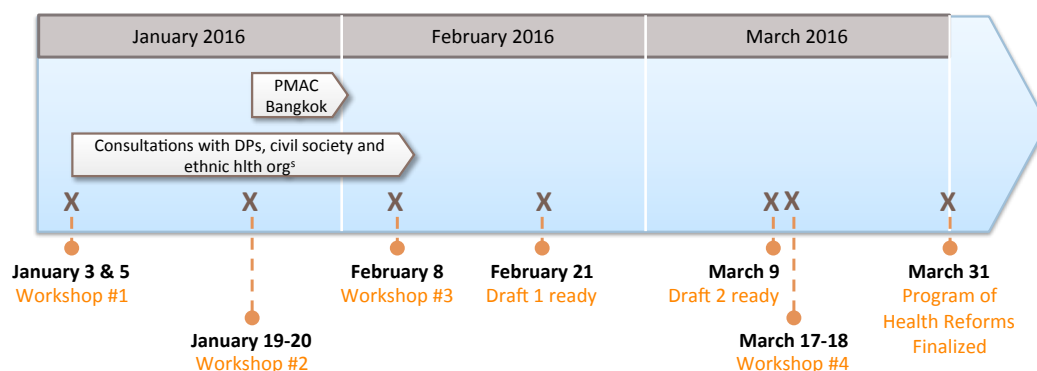 January 2016
February 2016
March 2016
PMAC
Bangkok
Consultations with DPs, civil society and
ethnic hlth orgˢ
X X X X X X X
January 3 & 5
Workshop #1
January 19-20
Workshop #2
February 8
Workshop #3
February 21
Draft 1 ready
March 9
Draft 2 ready
March 17-18
Workshop #4
March 31
Program of
Health Reforms
Finalized